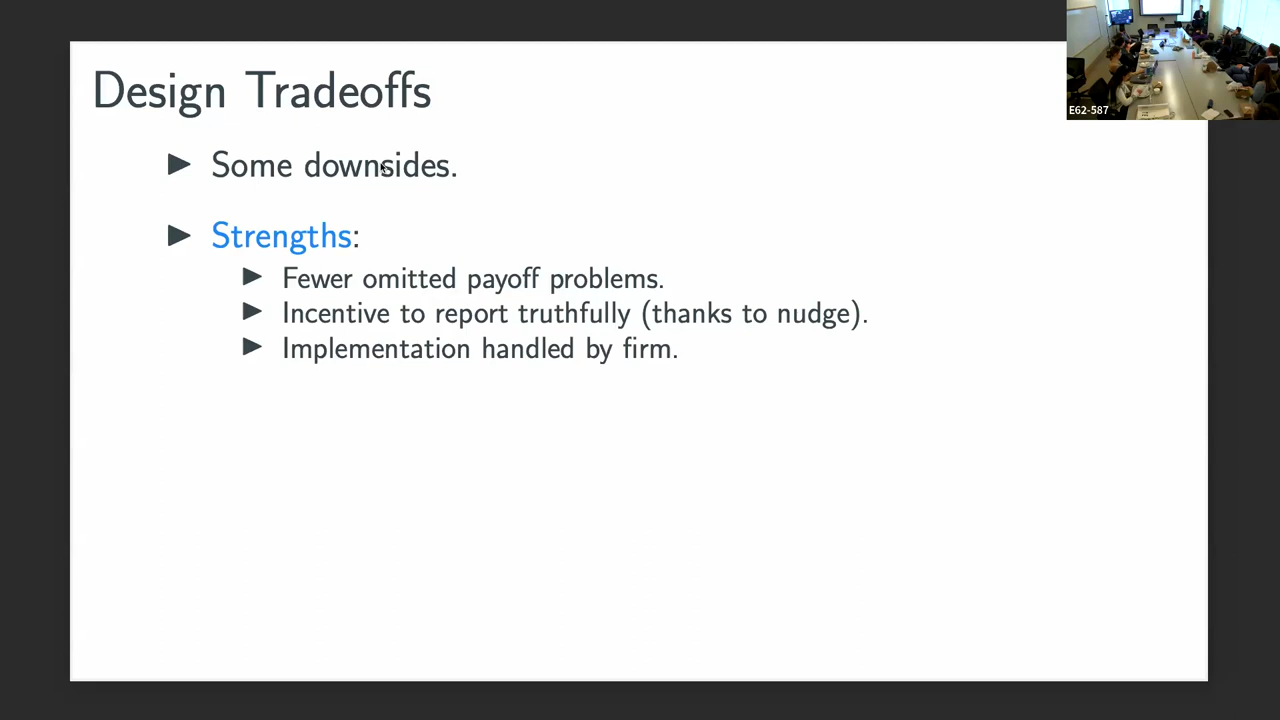 Design Tradeoffs
▶ Some downsides.
▶ Strengths:
▶ Fewer omitted payoff problems.
▶ Incentive to report truthfully (thanks to nudge).
▶ Implementation handled by firm.
E62-587